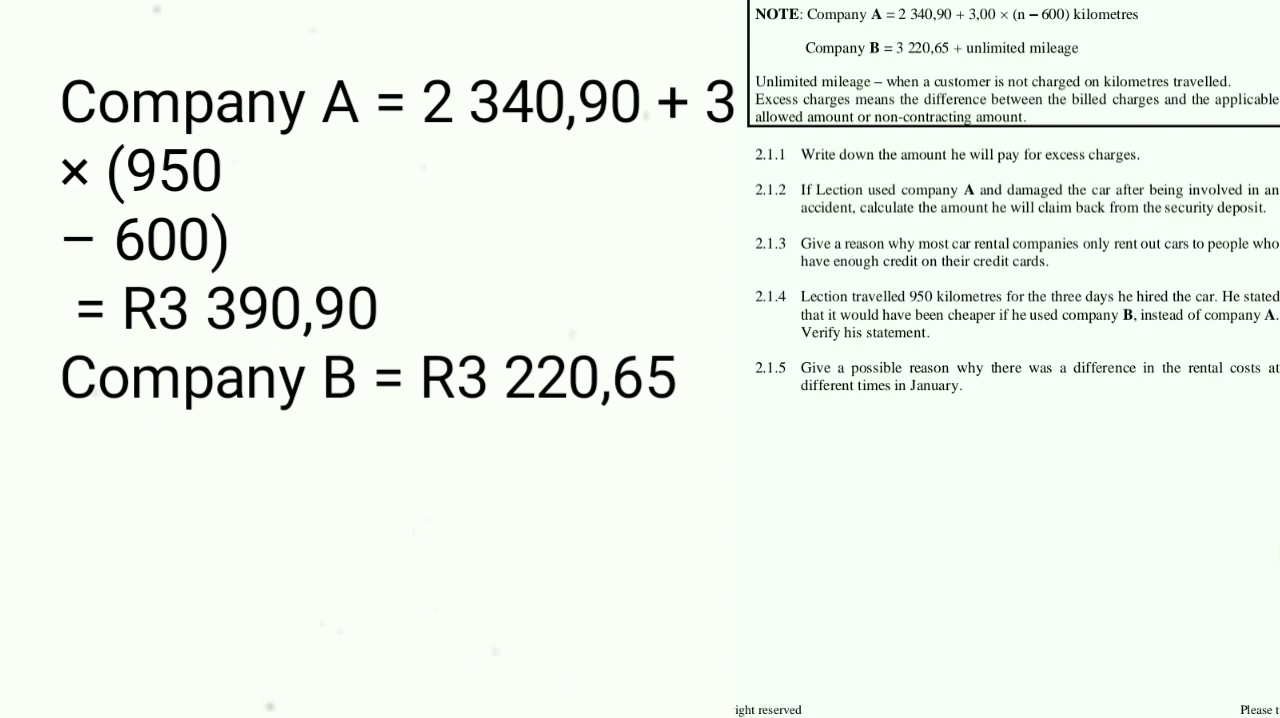 Company A = 2 340,90 + 3
× (950
– 600)
= R3 390,90
Company B = R3 220,65
NOTE: Company A = 2 340,90 + 3,00 × (n – 600) kilometres
Company B = 3 220,65 + unlimited mileage
Unlimited mileage – when a customer is not charged on kilometres travelled.
Excess charges means the difference between the billed charges and the applicable
allowed amount or non-contracting amount.
2.1.1 Write down the amount he will pay for excess charges.
2.1.2 If Lection used company A and damaged the car after being involved in an
accident, calculate the amount he will claim back from the security deposit.
2.1.3 Give a reason why most car rental companies only rent out cars to people who
have enough credit on their credit cards.
2.1.4 Lection travelled 950 kilometres for the three days he hired the car. He stated
that it would have been cheaper if he used company B, instead of company A.
Verify his statement.
2.1.5 Give a possible reason why there was a difference in the rental costs at
different times in January.
ight reserved
Please t